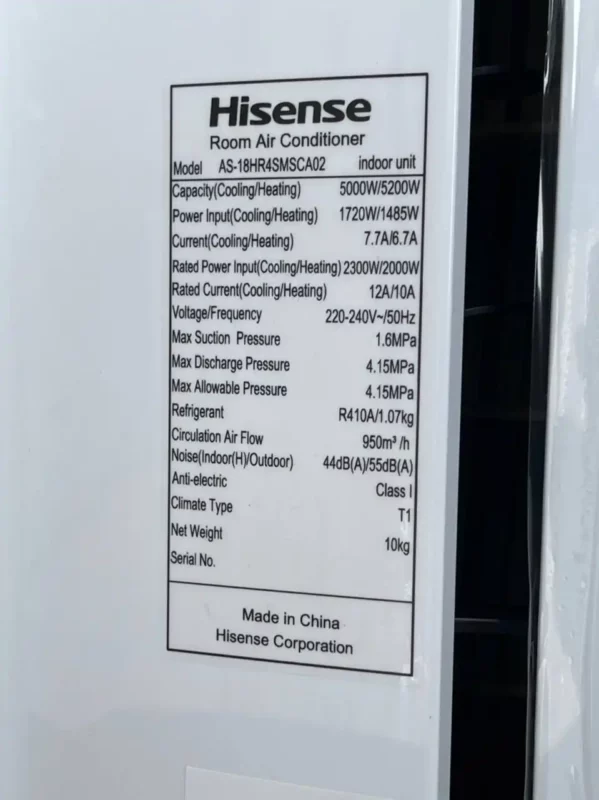 Hisense
Room Air Conditioner
Model AS-18HR4SMSCA02 indoor unit
Capacity(Cooling/Heating) 5000W/5200W
Power Input(Cooling/Heating) 1720W/1485W
Current(Cooling/Heating) 7.7A/6.7A
Rated Power Input(Cooling/Heating) 2300W/2000W
Rated Current(Cooling/Heating) 12A/10A
Voltage/Frequency 220-240V~/50Hz
Max Suction Pressure 1.6MPa
Max Discharge Pressure 4.15MPa
Max Allowable Pressure 4.15MPa
Refrigerant R410A/1.07kg
Circulation Air Flow 950m³ /h
Noise(Indoor(H)/Outdoor) 44dB(A)/55dB(A)
Anti-electric Class I
Climate Type T1
Net Weight 10kg
Serial No.
Made in China
Hisense Corporation